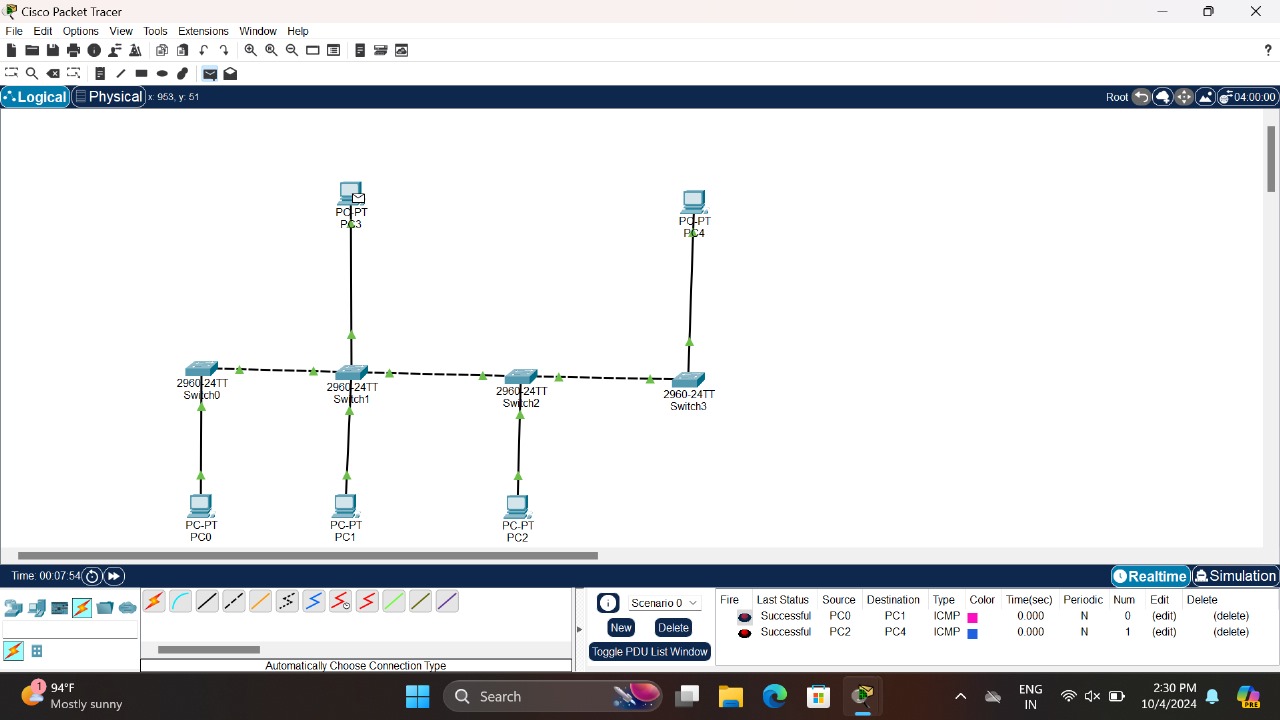 Cisco Packet Tracer
File Edit Options View Tools Extensions Window Help
?
Logical Physical x: 953, y: 51 Root 04:00:00
PC-PT
PC3
PC-PT
PC4
2960-24TT
Switch0
2960-24TT
Switch1
2960-24TT
Switch2
2960-24TT
Switch3
PC-PT
PC0
PC-PT
PC1
PC-PT
PC2
Time: 00:07:54 Realtime Simulation
Scenario 0
New Delete
Toggle PDU List Window
Automatically Choose Connection Type
Fire Last Status Source Destination Type Color Time(sec) Periodic Num Edit Delete
Successful PC0 PC1 ICMP 0.000 N 0 (edit) (delete)
Successful PC2 PC4 ICMP 0.000 N 1 (edit) (delete)
1
94°F
Mostly sunny
Search
ENG
IN
2:30 PM
10/4/2024
PRE